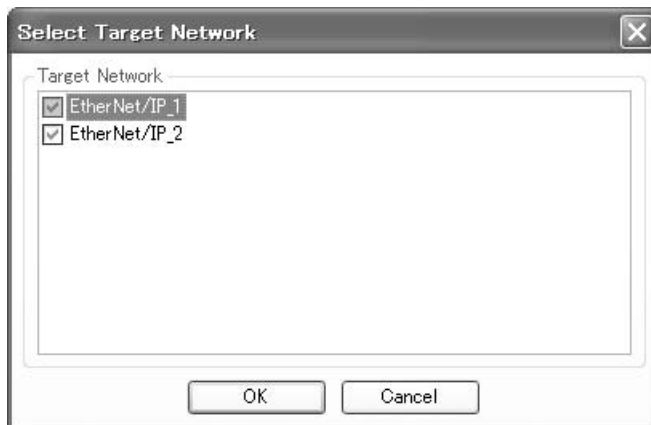 Select Target Network
Target Network
EtherNet/IP_1
EtherNet/IP_2
OK
Cancel